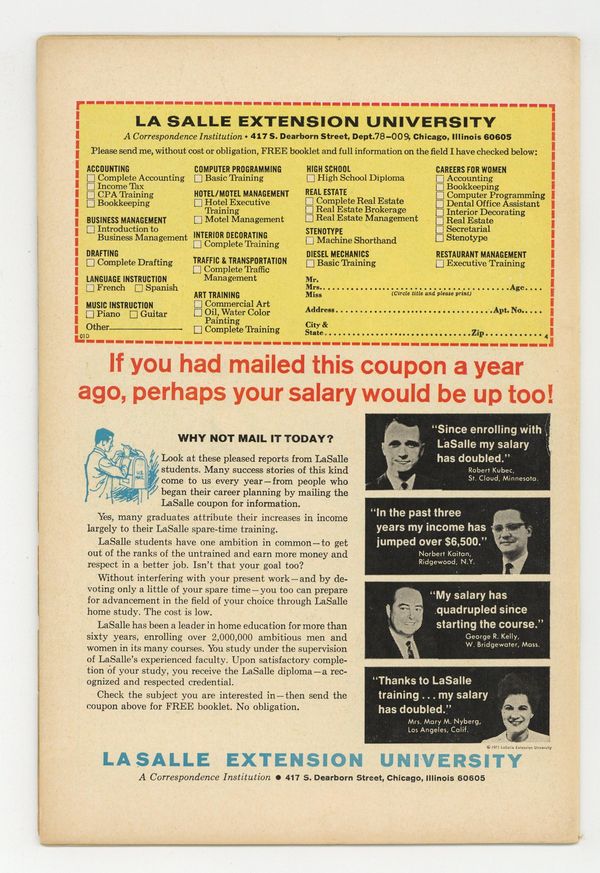 LA SALLE EXTENSION UNIVERSITY
A Correspondence Institution • 417 S. Dearborn Street, Dept. 78-009, Chicago, Illinois 60605
Please send me, without cost or obligation, FREE booklet and full information on the field I have checked below:
ACCOUNTING
Complete Accounting
Income Tax
CPA Training
Bookkeeping
BUSINESS MANAGEMENT
Introduction to
Business Management
DRAFTING
Complete Drafting
LANGUAGE INSTRUCTION
French Spanish
MUSIC INSTRUCTION
Piano Guitar
Other
010
COMPUTER PROGRAMMING
Basic Training
HOTEL/MOTEL MANAGEMENT
Hotel Executive
Training
Motel Management
INTERIOR DECORATING
Complete Training
TRAFFIC & TRANSPORTATION
Complete Traffic
Management
ART TRAINING
Commercial Art
Oil, Water Color
Painting
Complete Training
HIGH SCHOOL
High School Diploma
REAL ESTATE
Complete Real Estate
Real Estate Brokerage
Real Estate Management
STENOTYPE
Machine Shorthand
DIESEL MECHANICS
Basic Training
CAREERS FOR WOMEN
Accounting
Bookkeeping
Computer Programming
Dental Office Assistant
Interior Decorating
Real Estate
Secretarial
Stenotype
RESTAURANT MANAGEMENT
Executive Training
Mr.
Mrs. Age
Miss (Circle title and please print)
Address Apt. No.
City &
State Zip
4
If you had mailed this coupon a year
ago, perhaps your salary would be up too!
WHY NOT MAIL IT TODAY?
Look at these pleased reports from LaSalle
students. Many success stories of this kind
come to us every year—from people who
began their career planning by mailing the
LaSalle coupon for information.
Yes, many graduates attribute their increases in income
largely to their LaSalle spare-time training.
LaSalle students have one ambition in common—to get
out of the ranks of the untrained and earn more money and
respect in a better job. Isn't that your goal too?
Without interfering with your present work—and by de-
voting only a little of your spare time—you too can prepare
for advancement in the field of your choice through LaSalle
home study. The cost is low.
LaSalle has been a leader in home education for more than
sixty years, enrolling over 2,000,000 ambitious men and
women in its many courses. You study under the supervision
of LaSalle's experienced faculty. Upon satisfactory comple-
tion of your study, you receive the LaSalle diploma—a rec-
ognized and respected credential.
Check the subject you are interested in—then send the
coupon above for FREE booklet. No obligation.
"Since enrolling with
LaSalle my salary
has doubled."
Robert Kubec,
St. Cloud, Minnesota.
"In the past three
years my income has
jumped over $6,500."
Norbert Kaitan,
Ridgewood, N.Y.
"My salary has
quadrupled since
starting the course."
George R. Kelly,
W. Bridgewater, Mass.
"Thanks to LaSalle
training . . . my salary
has doubled."
Mrs. Mary M. Nyberg,
Los Angeles, Calif.
© 1971 LaSalle Extension University
LASALLE EXTENSION UNIVERSITY
A Correspondence Institution ● 417 S. Dearborn Street, Chicago, Illinois 60605